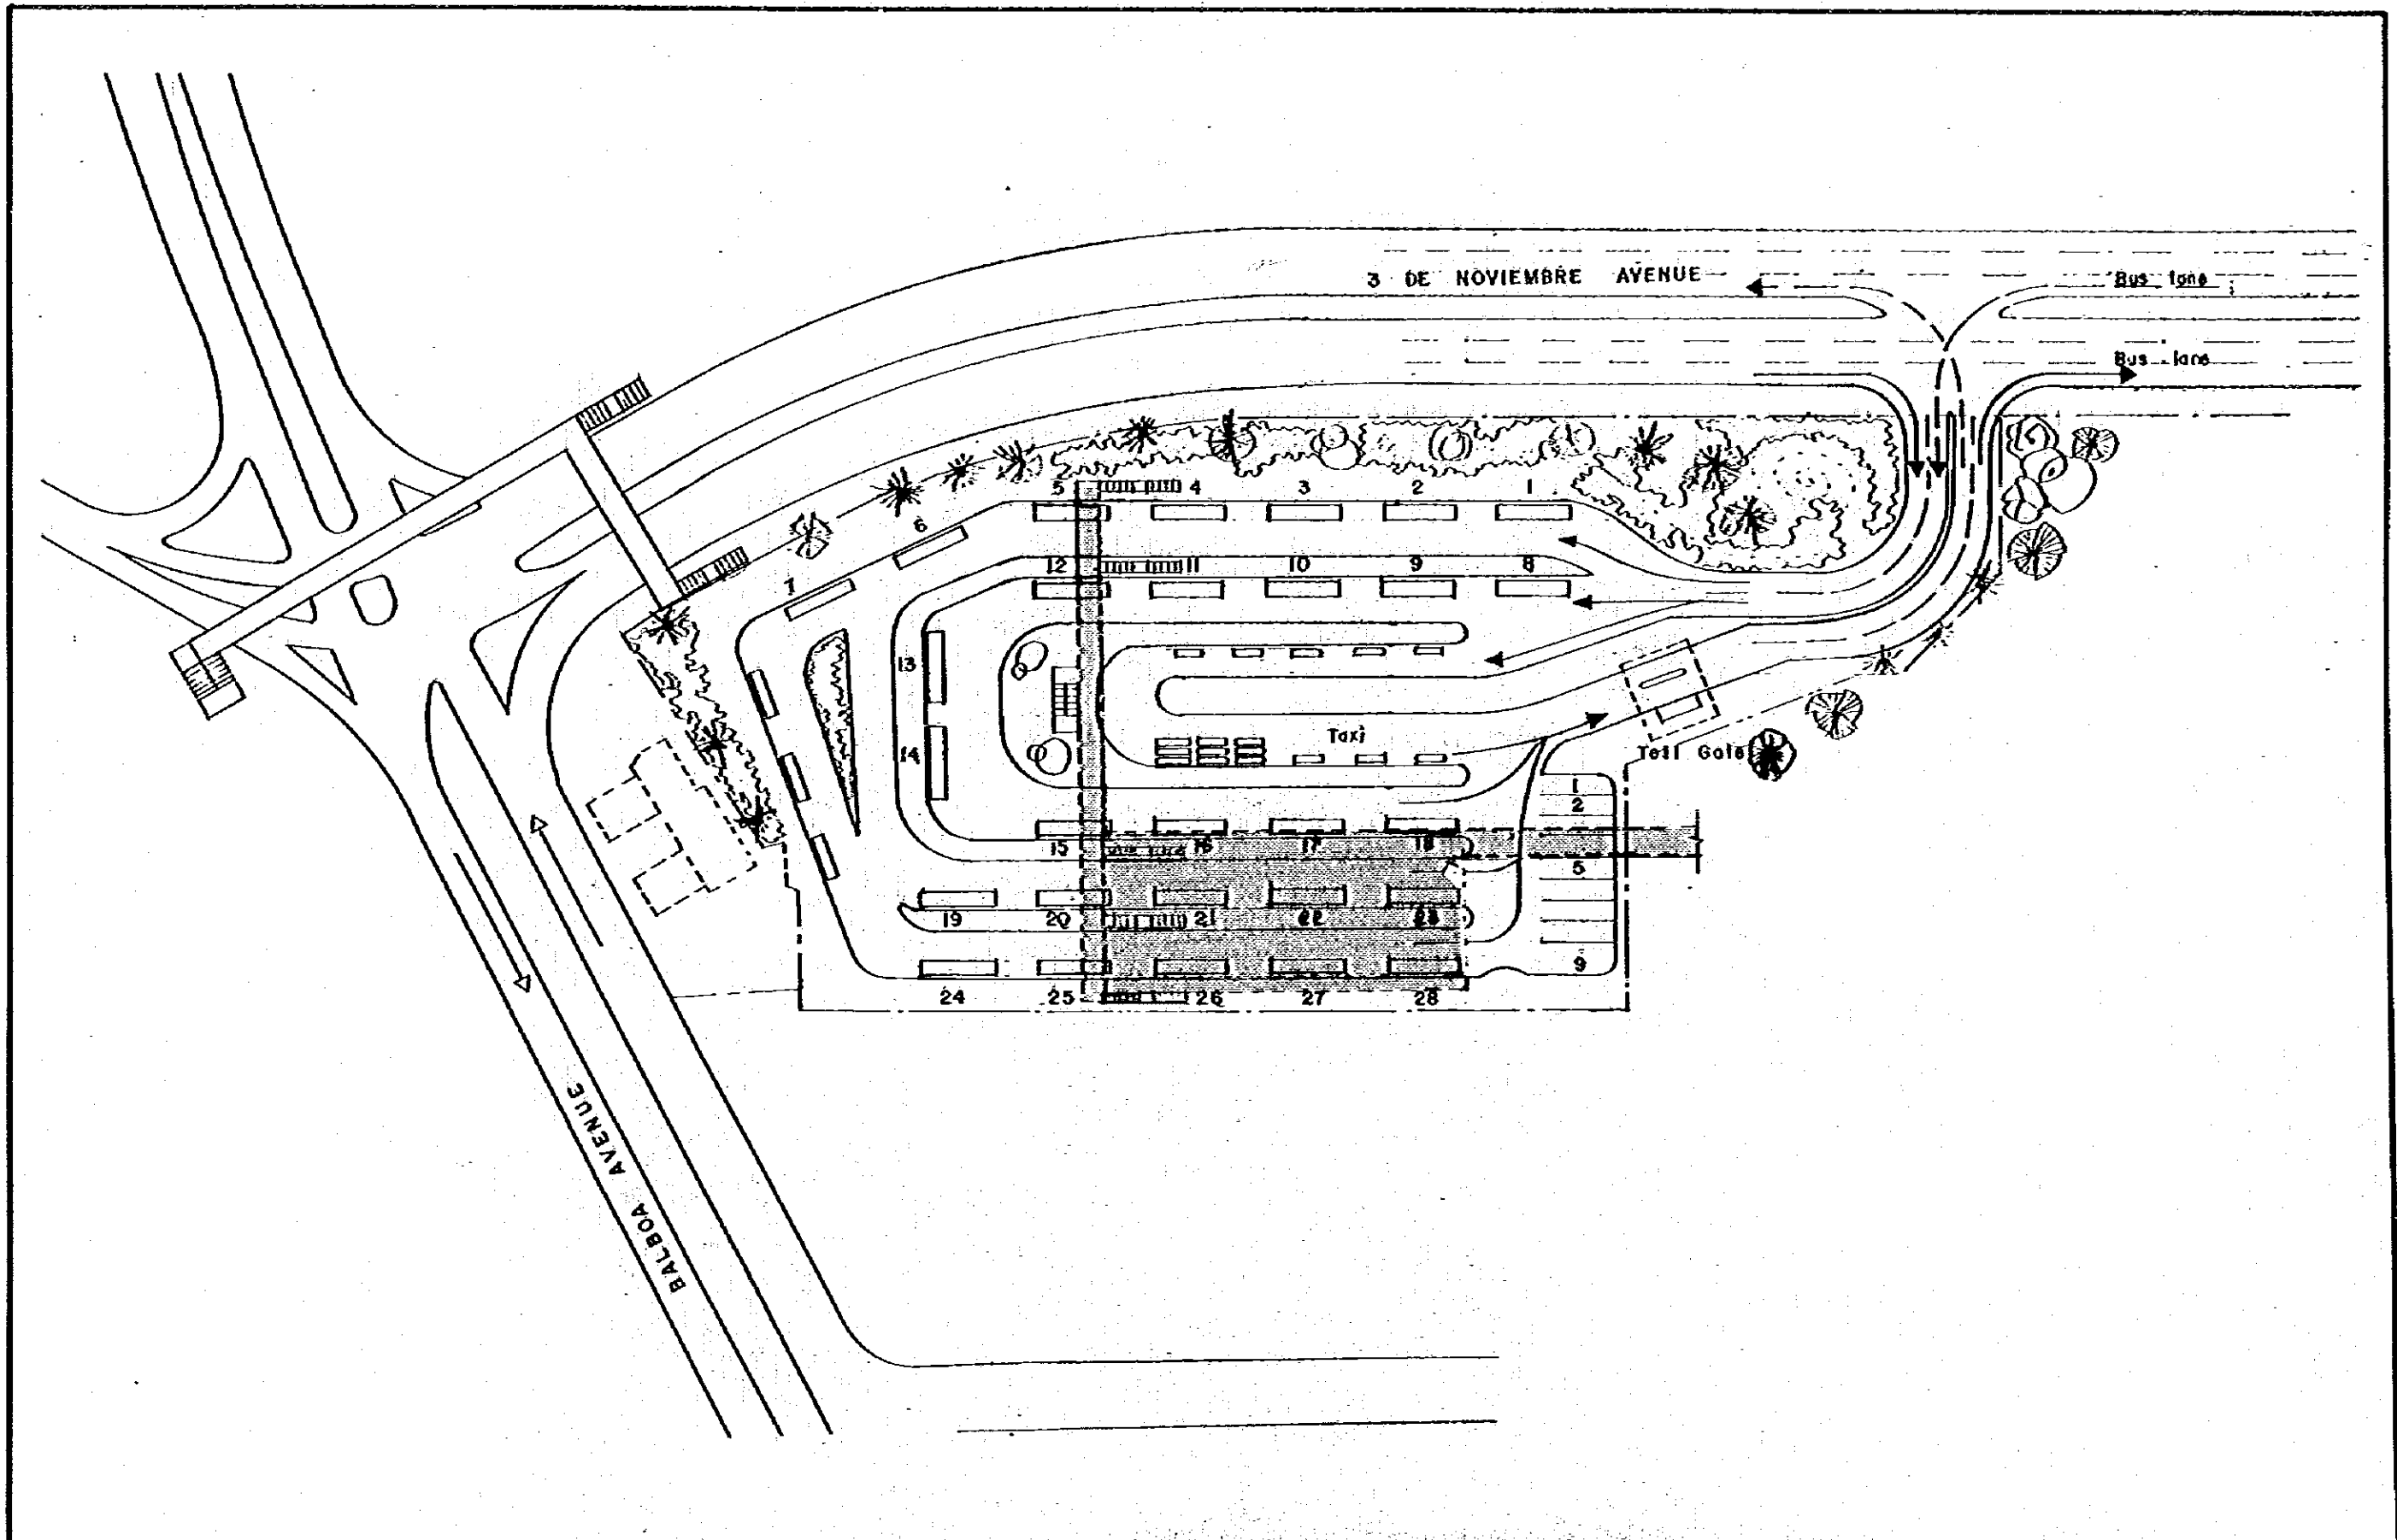 3 DE NOVIEMBRE AVENUE
Bus lane
Bus lane
5 4 3 2 1
6
7
12 11 10 9 8
13
14
Taxi
Toll Gate
1
2
15 16 17 18
5
19 20 21 22 23
9
24 25 26 27 28
BALBOA AVENUE